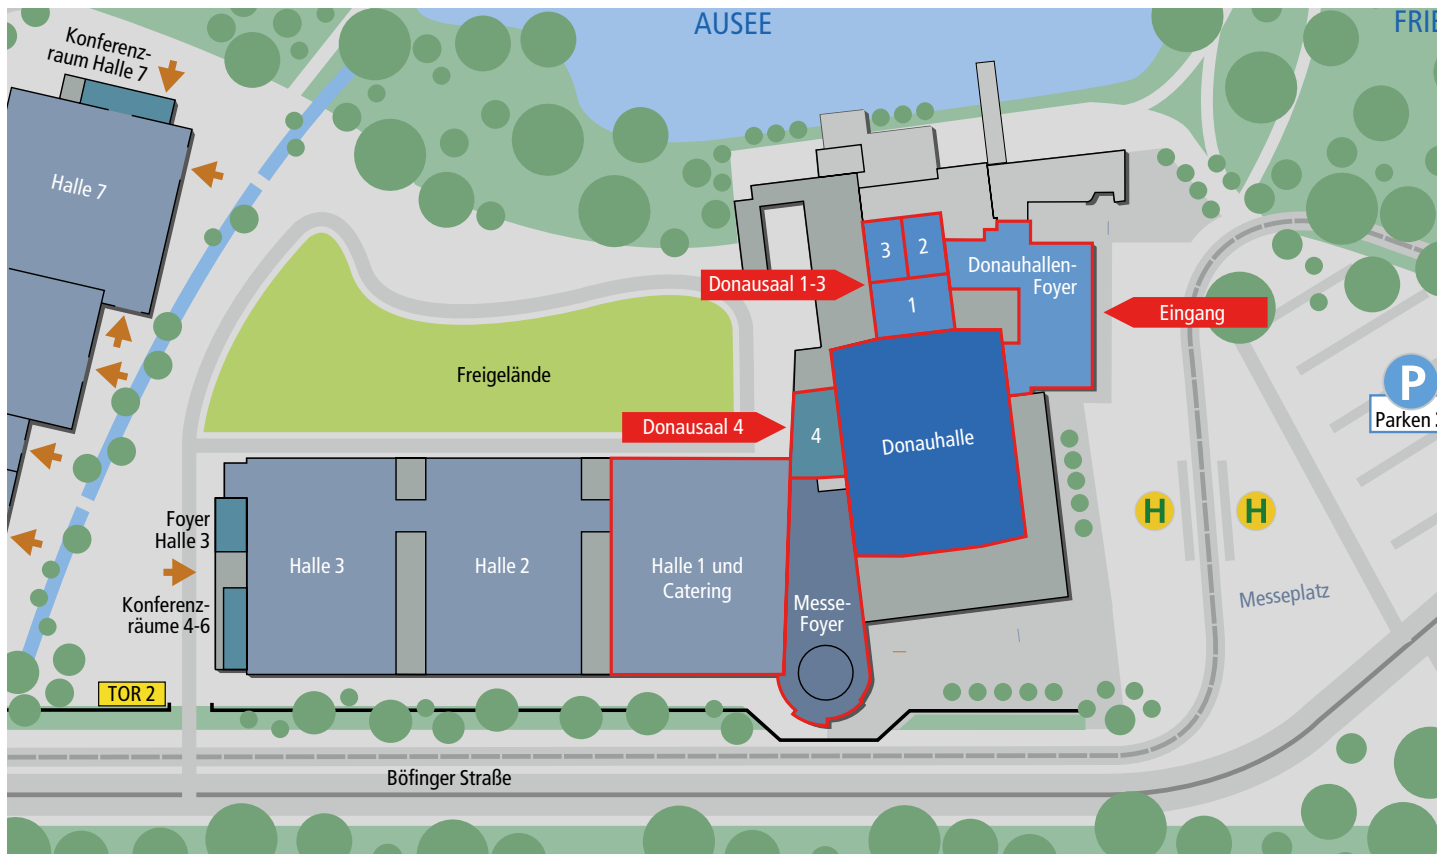 AUSEE
FRIE
Konferenz-
raum Halle 7
Halle 7
3
2
Donauhallen-
Foyer
Donausaal 1-3
1
Eingang
Freigelände
P
Parken 3
Donausaal 4
4
Donauhalle
H
H
Foyer
Halle 3
Halle 3
Halle 2
Halle 1 und
Catering
Konferenz-
räume 4-6
Messe-
Foyer
Messeplatz
TOR 2
Böfinger Straße